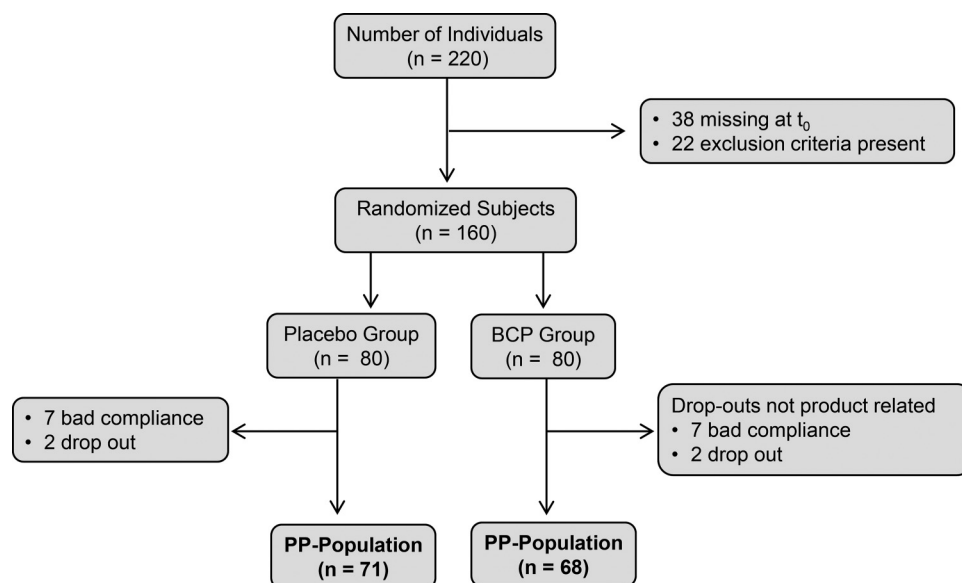 Number of Individuals
(n = 220)
• 38 missing at t₀
• 22 exclusion criteria present
Randomized Subjects
(n = 160)
Placebo Group
(n = 80)
BCP Group
(n = 80)
• 7 bad compliance
• 2 drop out
Drop-outs not product related
• 7 bad compliance
• 2 drop out
PP-Population
(n = 71)
PP-Population
(n = 68)